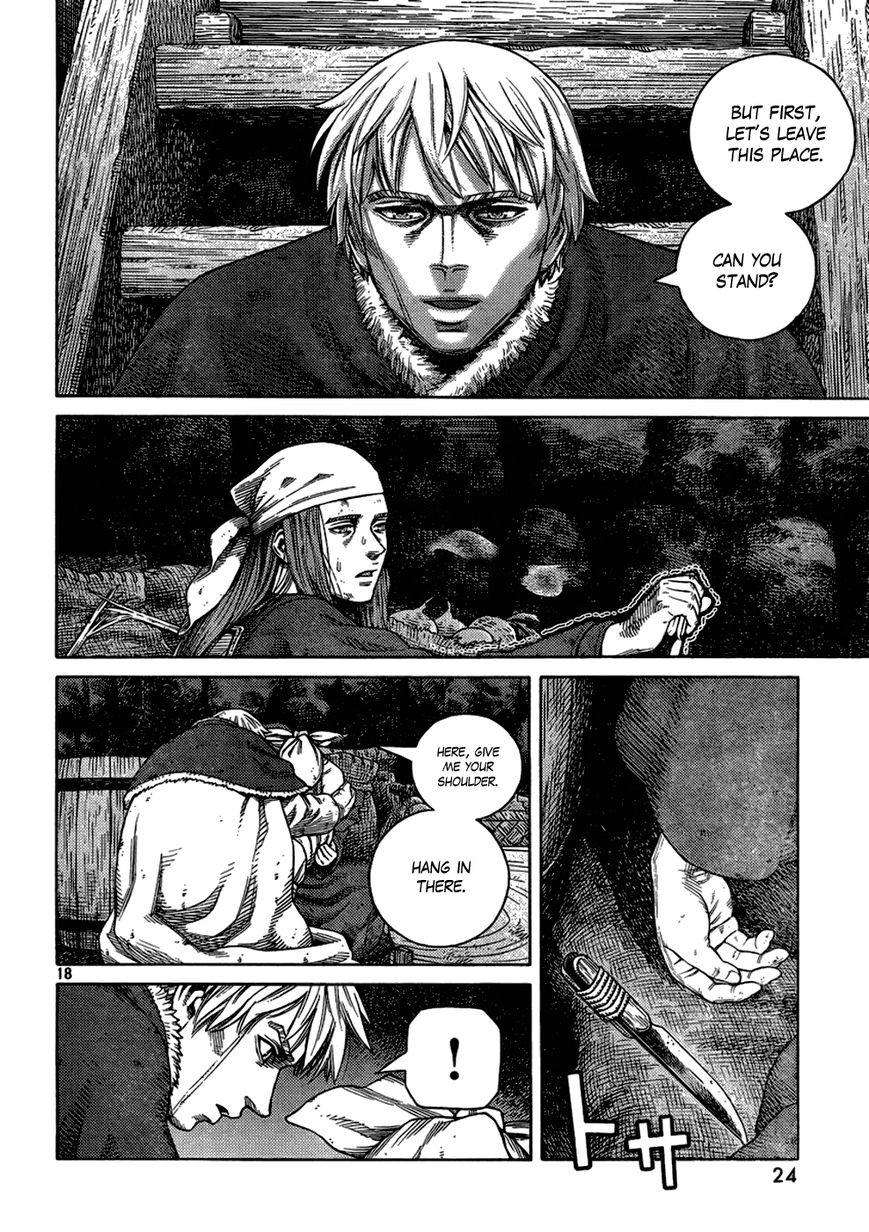 BUT FIRST,
LET'S LEAVE
THIS PLACE.
CAN YOU
STAND?
HERE, GIVE
ME YOUR
SHOULDER.
HANG IN
THERE.
18
!
ドサ
24